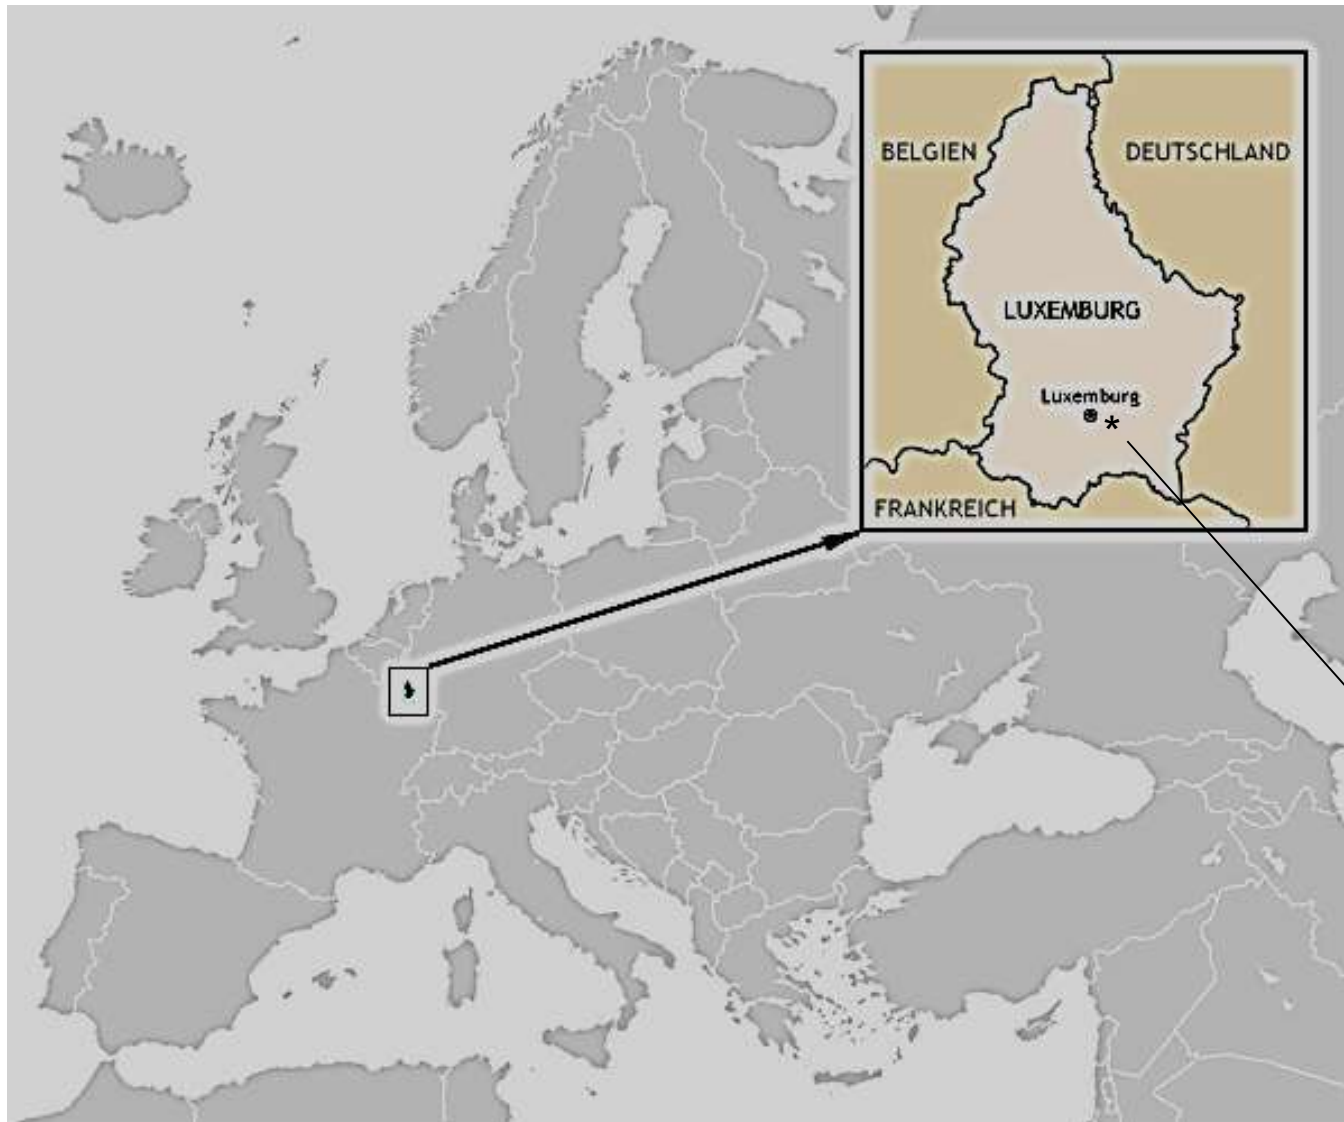 BELGIEN
DEUTSCHLAND
LUXEMBURG
Luxemburg
*
FRANKREICH